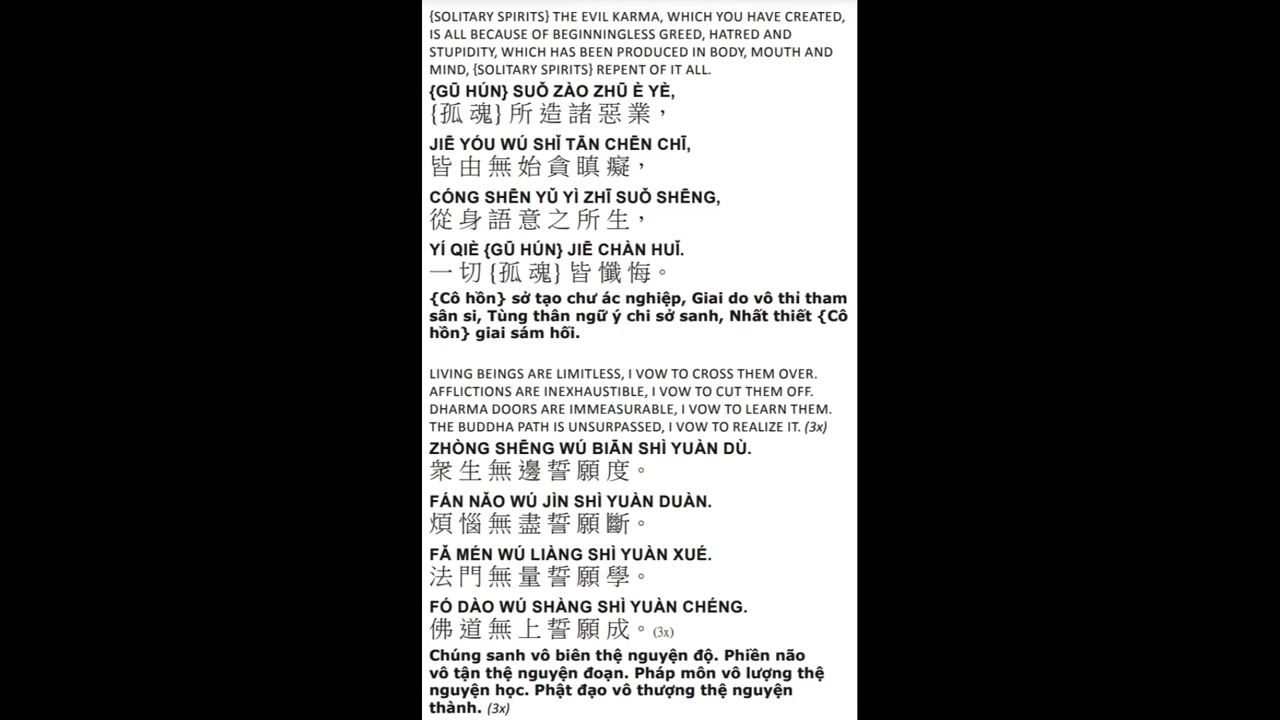 {SOLITARY SPIRITS} THE EVIL KARMA, WHICH YOU HAVE CREATED,
IS ALL BECAUSE OF BEGINNINGLESS GREED, HATRED AND
STUPIDITY, WHICH HAS BEEN PRODUCED IN BODY, MOUTH AND
MIND, {SOLITARY SPIRITS} REPENT OF IT ALL.
{GŪ HÚN} SUǑ ZÀO ZHŪ È YÈ,
{孤 魂} 所 造 諸 惡 業，
JIĒ YÓU WÚ SHǏ TĀN CHĒN CHĪ,
皆 由 無 始 貪 瞋 癡，
CÓNG SHĒN YǓ YÌ ZHĪ SUǑ SHĒNG,
從 身 語 意 之 所 生，
YÍ QIÈ {GŪ HÚN} JIĒ CHÀN HUǏ.
一 切 {孤 魂} 皆 懺 悔。
{Cô hồn} sở tạo chư ác nghiệp, Giai do vô thỉ tham
sân si, Tùng thân ngữ ý chi sở sanh, Nhất thiết {Cô
hồn} giai sám hối.
LIVING BEINGS ARE LIMITLESS, I VOW TO CROSS THEM OVER.
AFFLICTIONS ARE INEXHAUSTIBLE, I VOW TO CUT THEM OFF.
DHARMA DOORS ARE IMMEASURABLE, I VOW TO LEARN THEM.
THE BUDDHA PATH IS UNSURPASSED, I VOW TO REALIZE IT. (3x)
ZHÒNG SHĒNG WÚ BIĀN SHÌ YUÀN DÙ.
衆 生 無 邊 誓 願 度。
FÁN NǍO WÚ JÌN SHÌ YUÀN DUÀN.
煩 惱 無 盡 誓 願 斷。
FǍ MÉN WÚ LIÀNG SHÌ YUÀN XUÉ.
法 門 無 量 誓 願 學。
FÓ DÀO WÚ SHÀNG SHÌ YUÀN CHÉNG.
佛 道 無 上 誓 願 成。(3x)
Chúng sanh vô biên thệ nguyện độ. Phiền não
vô tận thệ nguyện đoạn. Pháp môn vô lượng thệ
nguyện học. Phật đạo vô thượng thệ nguyện
thành. (3x)